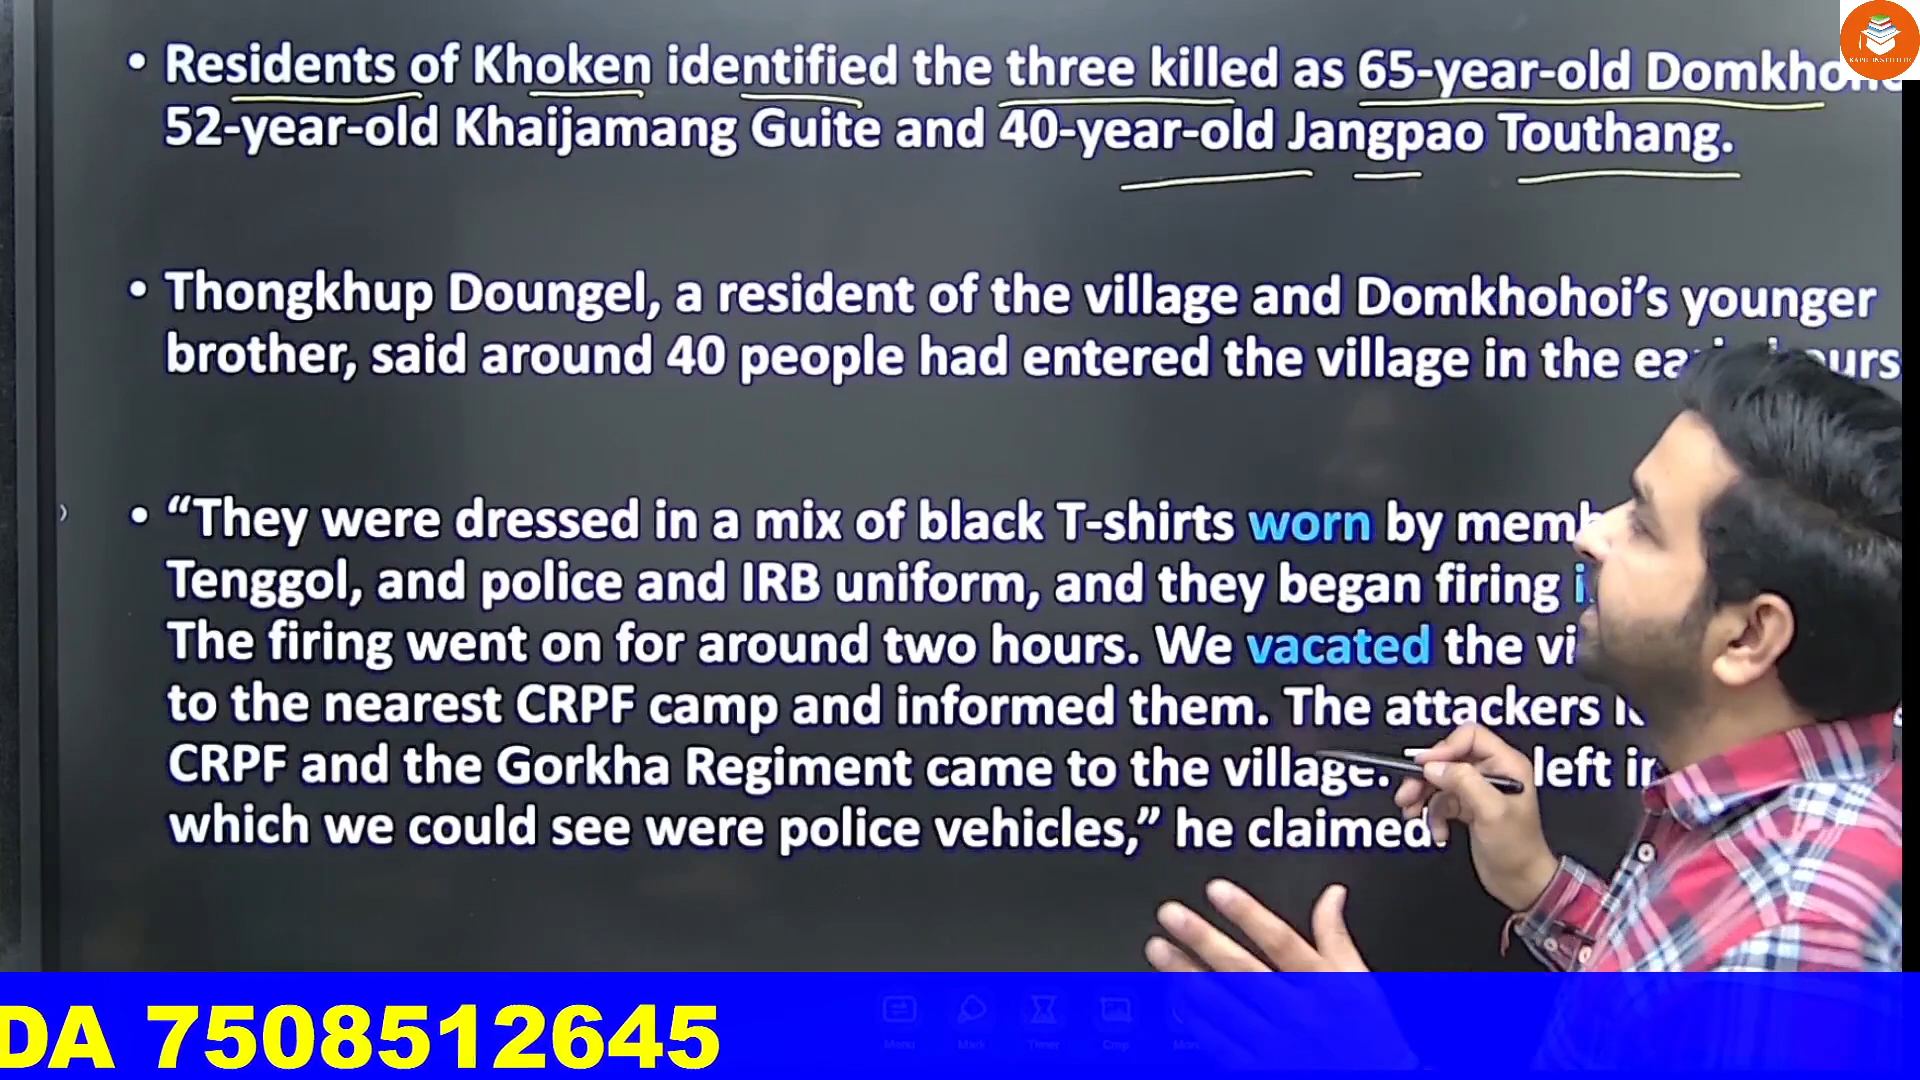 • Residents of Khoken identified the three killed as 65-year-old
52-year-old Khaijamang Guite and 40-year-old Jangpao Touthang.
• Thongkhup Doungel, a resident of the village and Domkhohoi’s younger
brother, said around 40 people had entered the village in the
• “They were dressed in a mix of black T-shirts worn by
Tenggol, and police and IRB uniform, and they began firing
The firing went on for around two hours. We vacated the
to the nearest CRPF camp and informed them. The attackers
CRPF and the Gorkha Regiment came to the village. left
which we could see were police vehicles,” he claimed.
DA 7508512645
Menu Mark Timer Crop